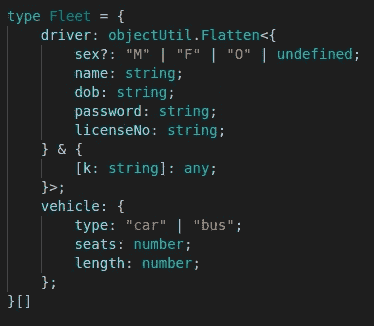 type Fleet = {
    driver: objectUtil.Flatten<{
        sex?: "M" | "F" | "O" | undefined;
        name: string;
        dob: string;
        password: string;
        licenseNo: string;
    } & {
        [k: string]: any;
    }>;
    vehicle: {
        type: "car" | "bus";
        seats: number;
        length: number;
    };
}[]